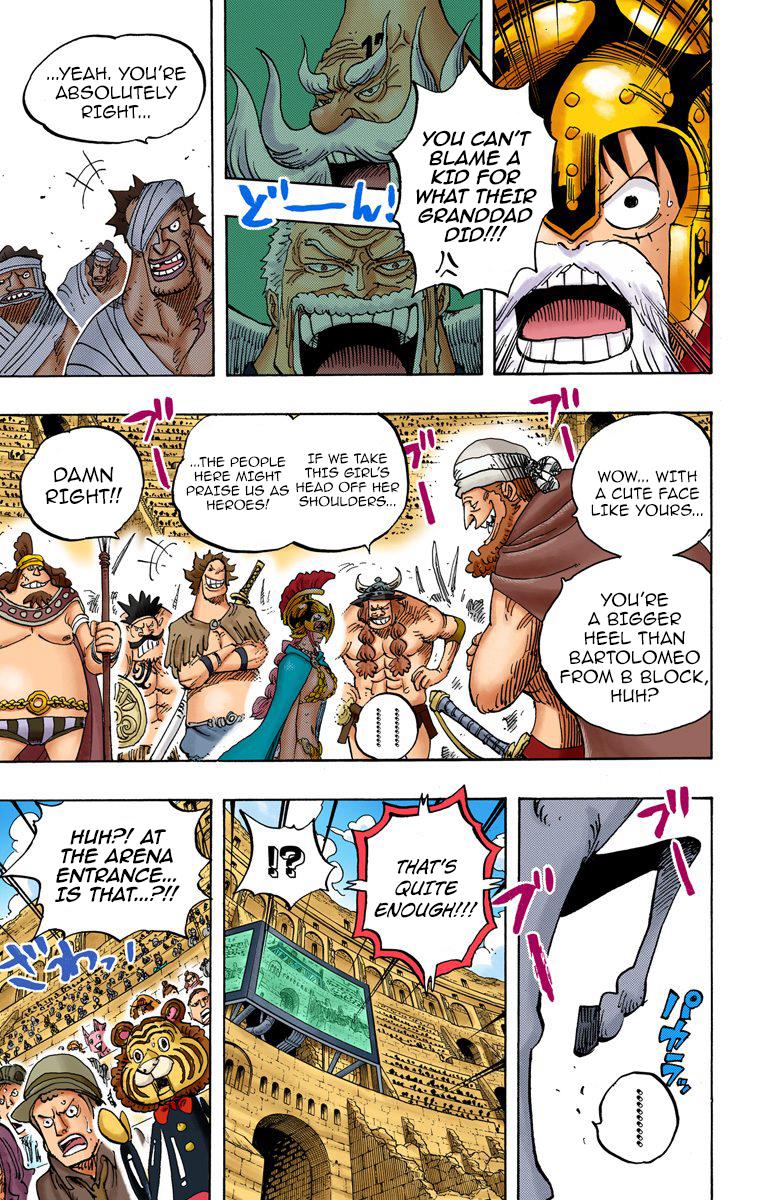 YOU CAN'T
BLAME A
KID FOR
WHAT THEIR
GRANDDAD
DID!!!
どーん!
...YEAH. YOU'RE
ABSOLUTELY
RIGHT...
WOW... WITH
A CUTE FACE
LIKE YOURS...
YOU'RE
A BIGGER
HEEL THAN
BARTOLOMEO
FROM B BLOCK,
HUH?
ブ
ブ
ブ
IF WE TAKE
THIS GIRL'S
HEAD OFF HER
SHOULDERS...
...THE PEOPLE
HERE MIGHT
PRAISE US AS
HEROES!
DAMN
RIGHT!!
ブ
ブ
パカラッ
THAT'S
QUITE
ENOUGH!!!
!?
HUH?! AT
THE ARENA
ENTRANCE...
IS THAT...?!!
ざわっ!